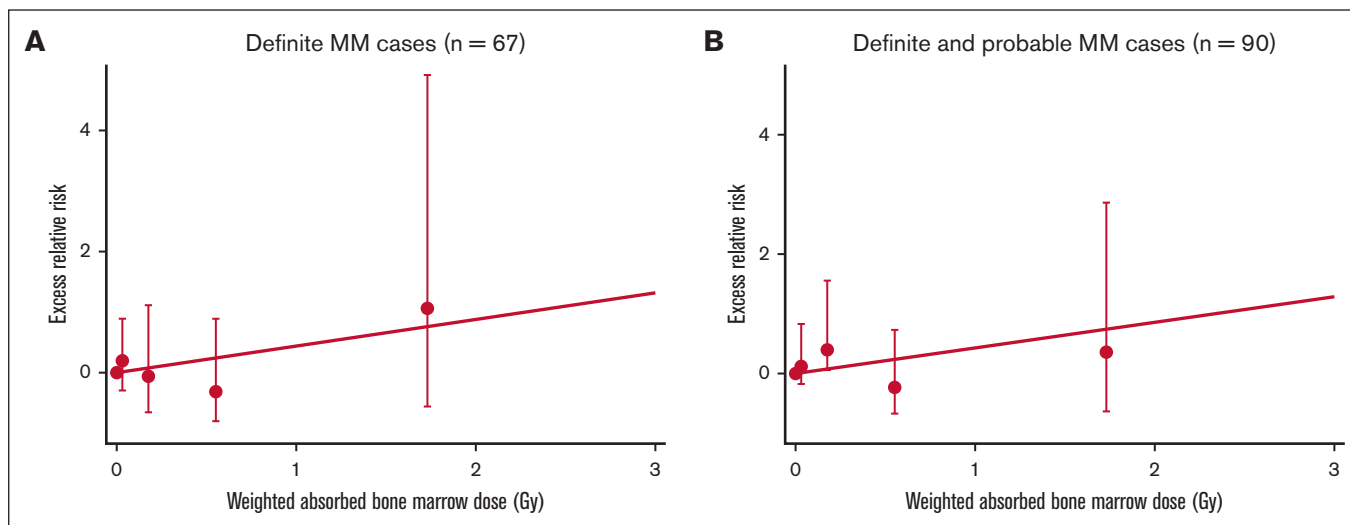 A
Definite MM cases (n = 67)
Excess relative risk
4
2
0
0
1
2
3
Weighted absorbed bone marrow dose (Gy)
B
Definite and probable MM cases (n = 90)
Excess relative risk
4
2
0
0
1
2
3
Weighted absorbed bone marrow dose (Gy)